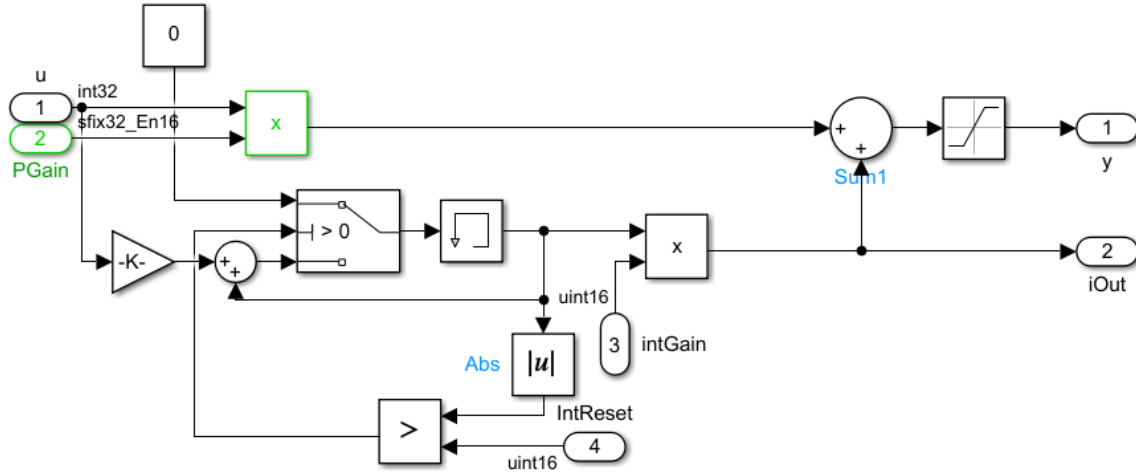 0
u
int32
1
sfix32_En16
2
PGain
x
+
+
Sum1
1
y
-K-
+
+
> 0
x
2
iOut
uint16
3
intGain
Abs
|u|
>
IntReset
4
uint16